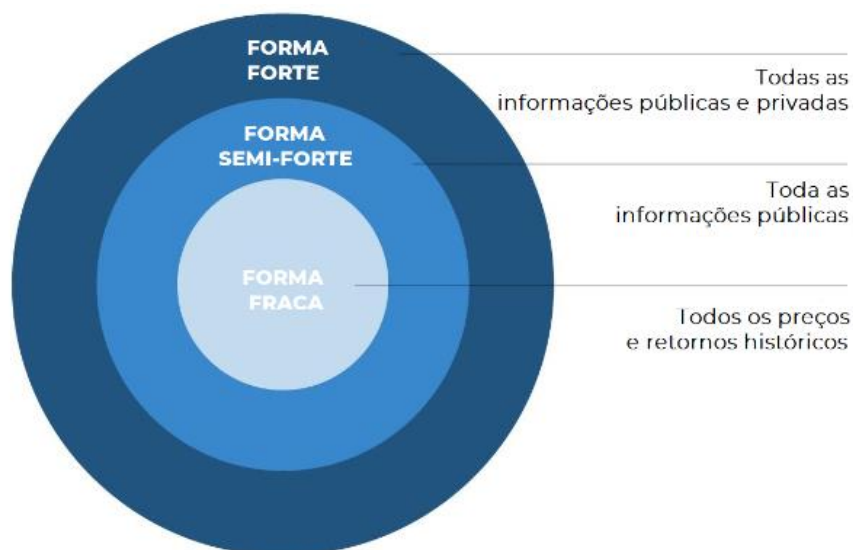 FORMA
FORTE
Todas as
informações públicas e privadas
FORMA
SEMI-FORTE
Toda as
informações públicas
FORMA
FRACA
Todos os preços
e retornos históricos